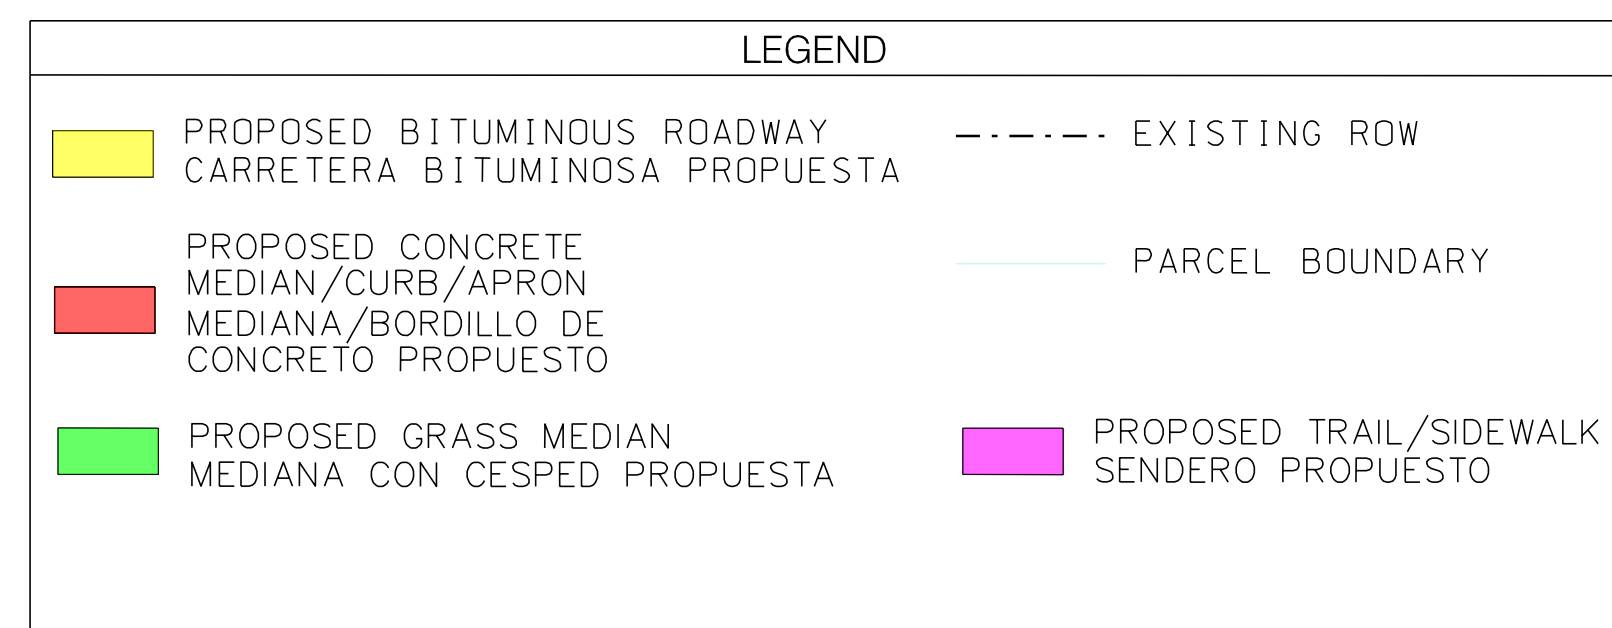 LEGEND
PROPOSED BITUMINOUS ROADWAY
CARRETERA BITUMINOSA PROPUESTA
PROPOSED CONCRETE
MEDIAN/CURB/APRON
MEDIANA/BORDILLO DE
CONCRETO PROPUESTO
PROPOSED GRASS MEDIAN
MEDIANA CON CESPED PROPUESTA
EXISTING ROW
PARCEL BOUNDARY
PROPOSED TRAIL/SIDEWALK
SENDERO PROPUESTO